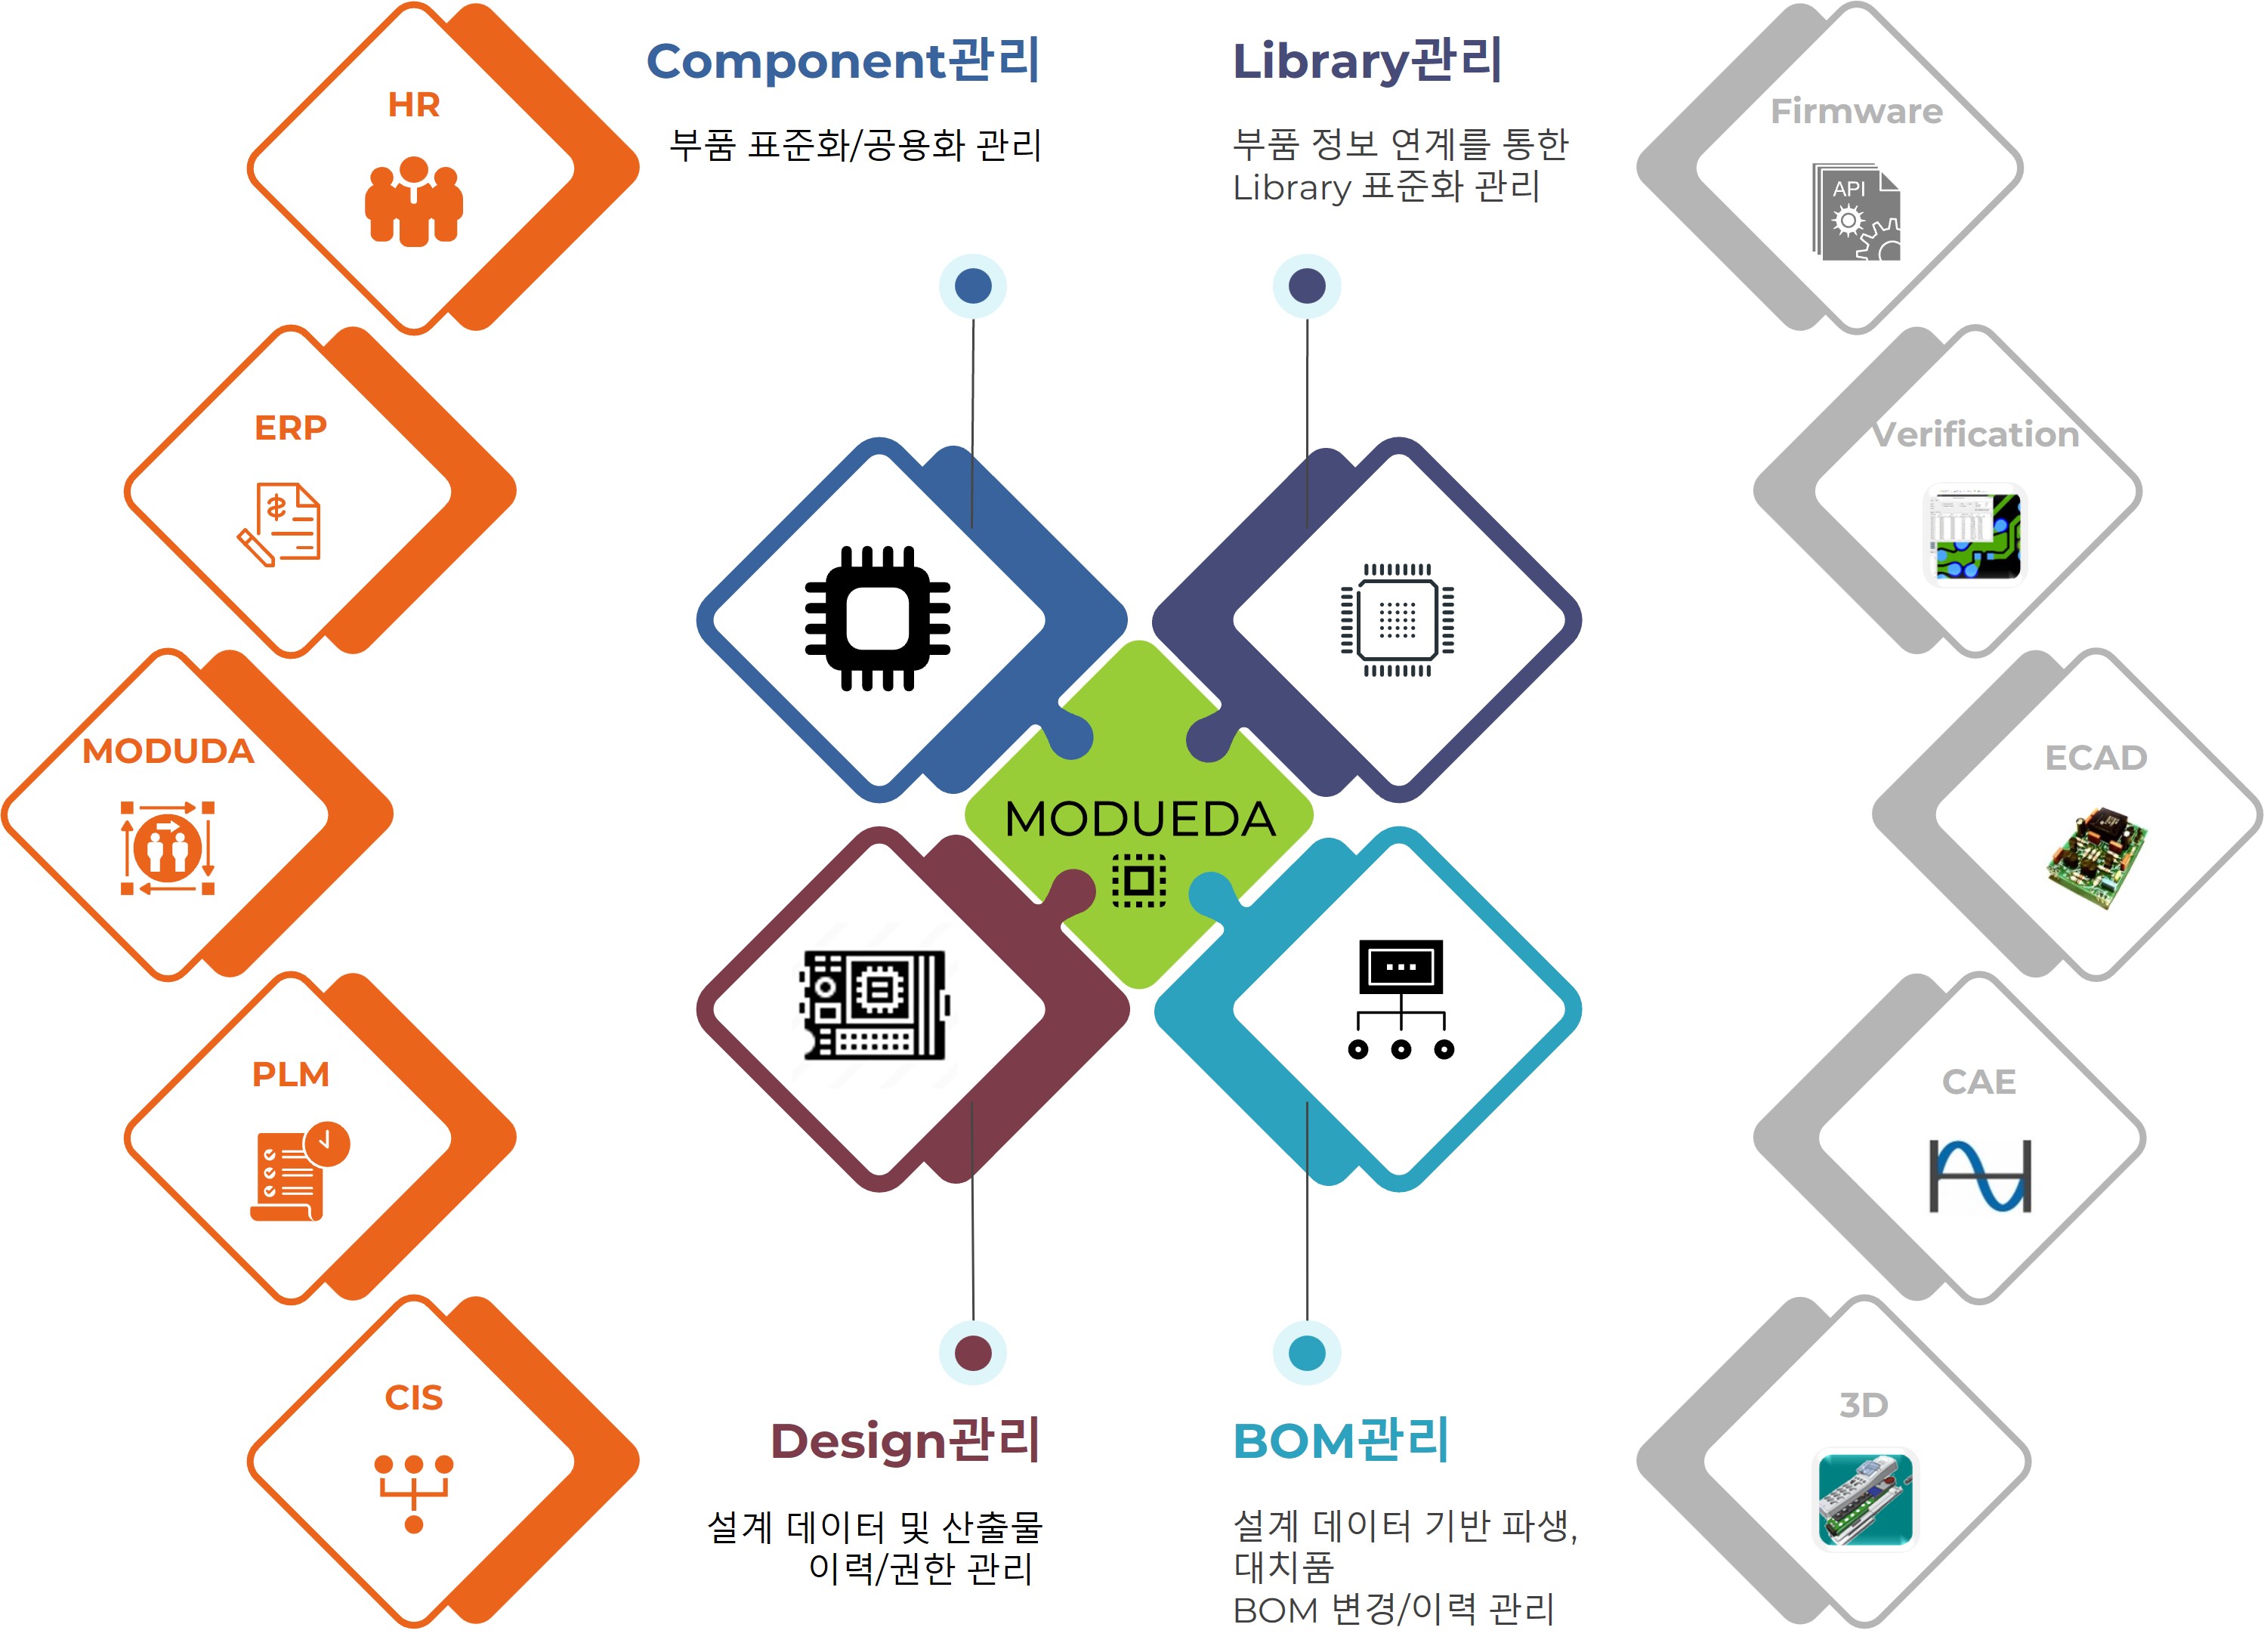 HR
ERP
MODUDA
PLM
CIS
Component관리
부품 표준화/공용화 관리
Library관리
부품 정보 연계를 통한
Library 표준화 관리
MODUEDA
Design관리
설계 데이터 및 산출물
이력/권한 관리
BOM관리
설계 데이터 기반 파생,
대치품
BOM 변경/이력 관리
Firmware
API
Verification
ECAD
CAE
3D